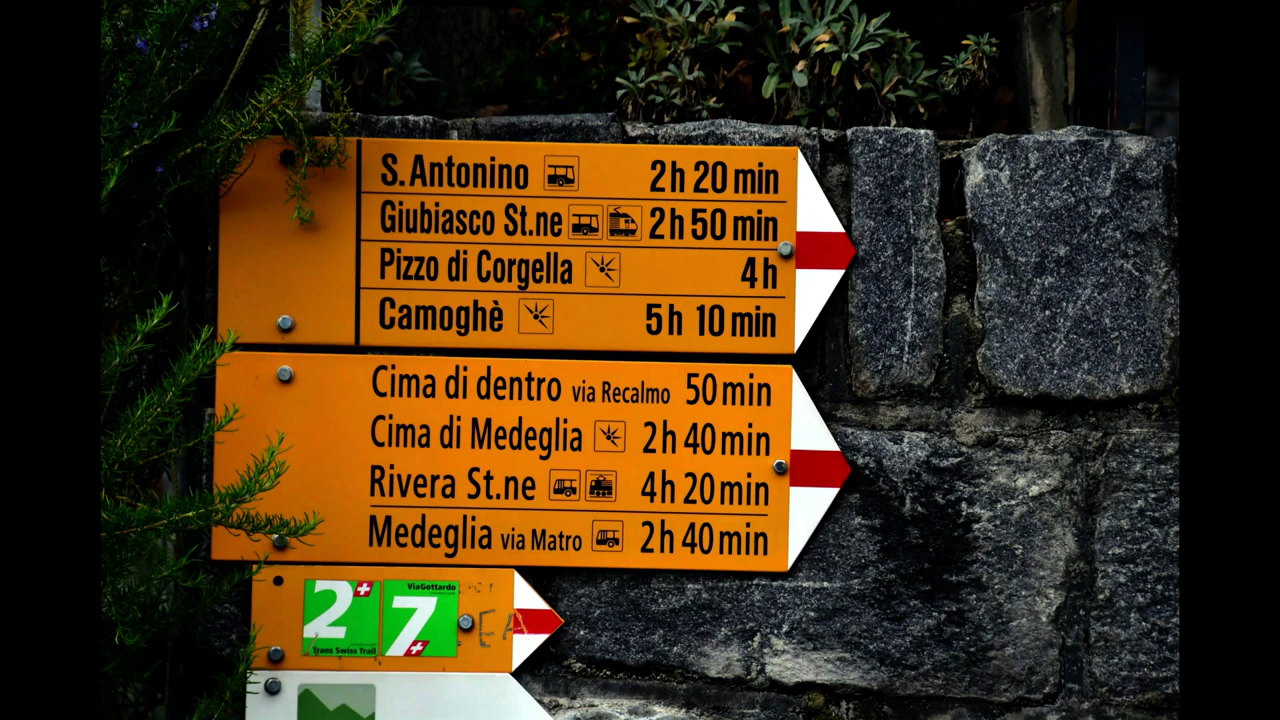 S. Antonino 2h 20 min
Giubiasco St.ne 2h 50 min
Pizzo di Corgella 4h
Camoghè 5h 10 min
Cima di dentro via Recalmo 50 min
Cima di Medeglia 2h 40 min
Rivera St.ne 4h 20 min
Medeglia via Matro 2h 40 min
2
Trans Swiss Trail
ViaGottardo
7